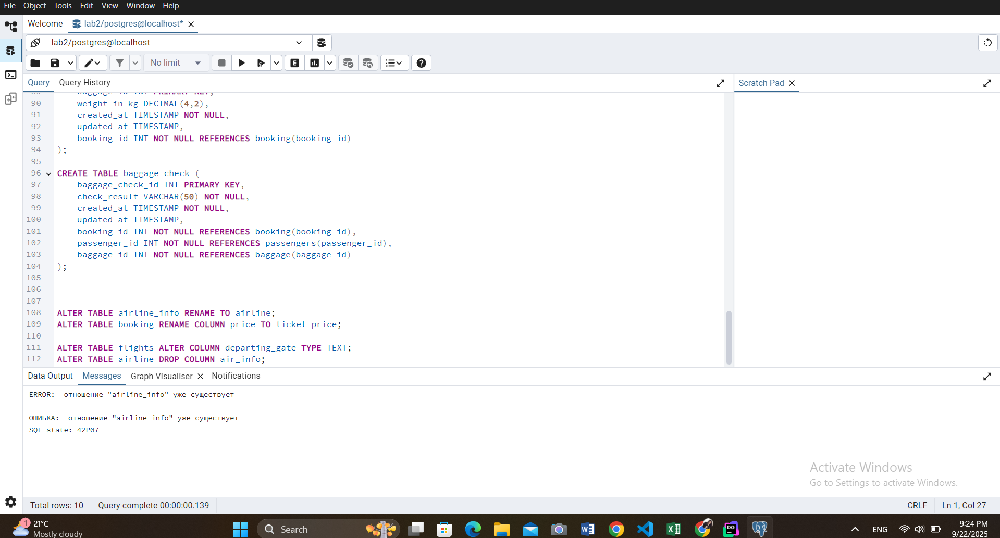 File Object Tools Edit View Window Help
Welcome lab2/postgres@localhost*
lab2/postgres@localhost
No limit
Query Query History
Scratch Pad
89 baggage_id INT PRIMARY KEY,
90 weight_in_kg DECIMAL(4,2),
91 created_at TIMESTAMP NOT NULL,
92 updated_at TIMESTAMP,
93 booking_id INT NOT NULL REFERENCES booking(booking_id)
94 );
95
96 CREATE TABLE baggage_check (
97 baggage_check_id INT PRIMARY KEY,
98 check_result VARCHAR(50) NOT NULL,
99 created_at TIMESTAMP NOT NULL,
100 updated_at TIMESTAMP,
101 booking_id INT NOT NULL REFERENCES booking(booking_id),
102 passenger_id INT NOT NULL REFERENCES passengers(passenger_id),
103 baggage_id INT NOT NULL REFERENCES baggage(baggage_id)
104 );
105
106
107
108 ALTER TABLE airline_info RENAME TO airline;
109 ALTER TABLE booking RENAME COLUMN price TO ticket_price;
110
111 ALTER TABLE flights ALTER COLUMN departing_gate TYPE TEXT;
112 ALTER TABLE airline DROP COLUMN air_info;
Data Output Messages Graph Visualiser Notifications
ERROR: отношение "airline_info" уже существует
ОШИБКА: отношение "airline_info" уже существует
SQL state: 42P07
Activate Windows
Go to Settings to activate Windows.
Total rows: 10 Query complete 00:00:00.139
CRLF Ln 1, Col 27
1 21°C
Mostly cloudy
Search
ENG
9:24 PM
9/22/2025